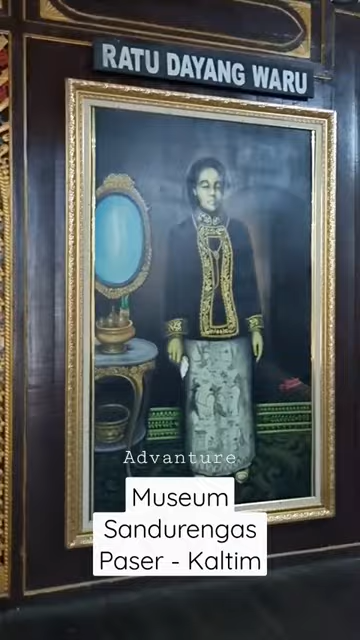 RATU DAYANG WARU
Advanture
Museum
Sandurengas
Paser - Kaltim